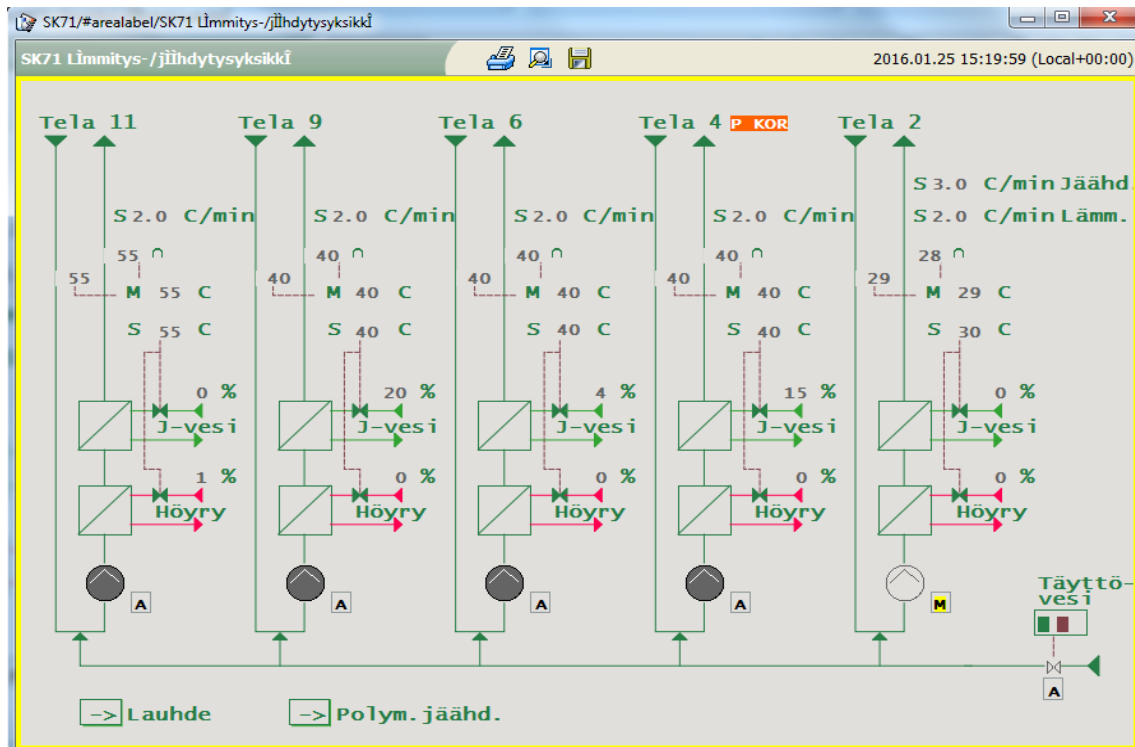 SK71/#arealabel/SK71 LÌmmitys-/jÌÌhdytysyksikkÎ
SK71 LÌmmitys-/jÌÌhdytysyksikkÎ
2016.01.25 15:19:59 (Local+00:00)
Tela 11 Tela 9 Tela 6 Tela 4 P KOR Tela 2
S 3.0 C/min Jäähd.
S 2.0 C/min S 2.0 C/min S 2.0 C/min S 2.0 C/min S 2.0 C/min Lämm.
55 40 40 40 28
55 40 40 40 29
M 55 C M 40 C M 40 C M 40 C M 29 C
S 55 C S 40 C S 40 C S 40 C S 30 C
0 % 20 % 4 % 15 % 0 %
J-vesi J-vesi J-vesi J-vesi J-vesi
1 % 0 % 0 % 0 % 0 %
Höyry Höyry Höyry Höyry Höyry
A A A A M
Täyttö-
vesi
A
-> Lauhde -> Polym.jäähd.